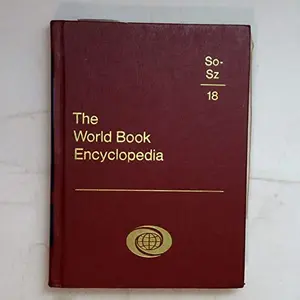 So-
Sz
18
The
World Book
Encyclopedia